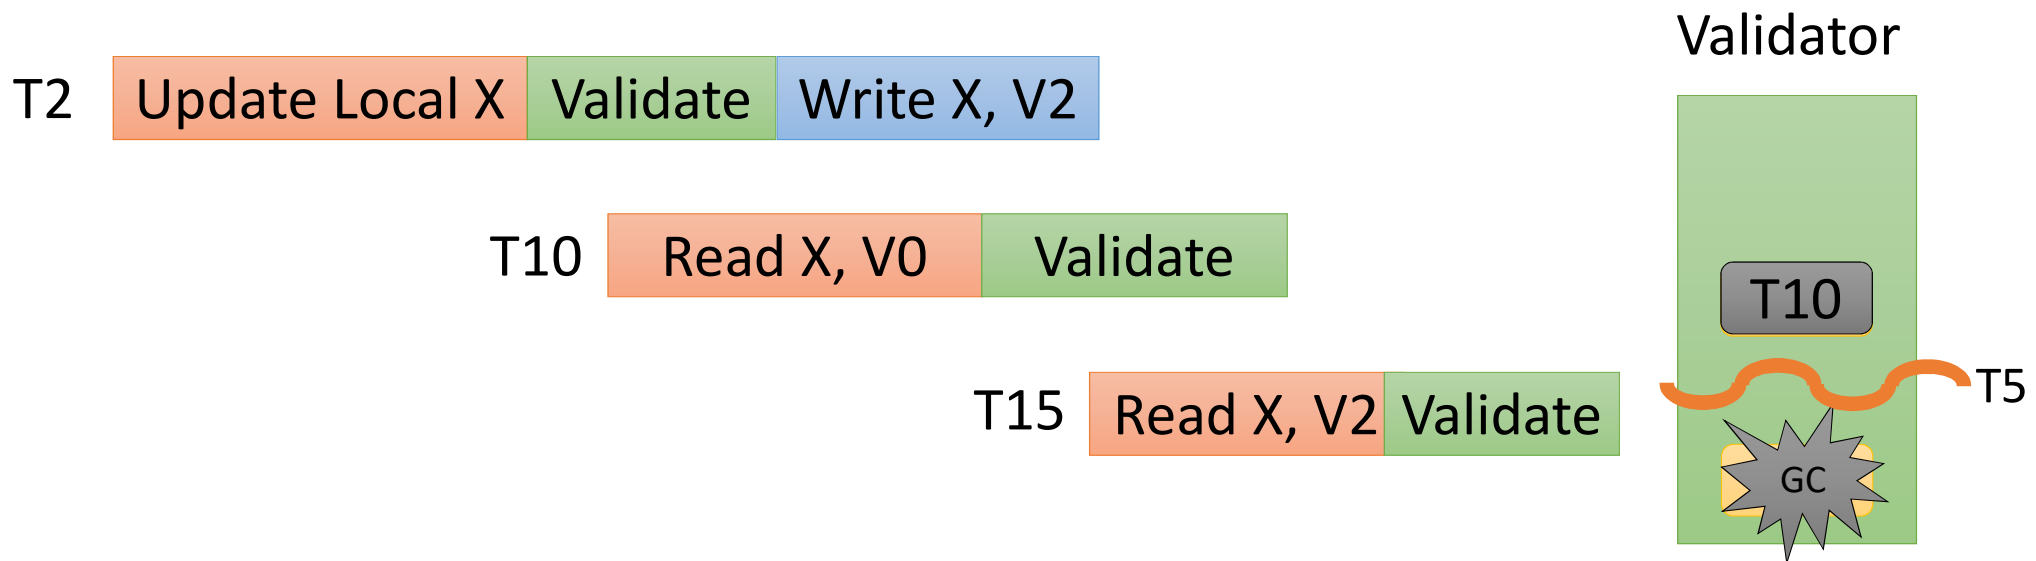 Validator
T2 Update Local X Validate Write X, V2
T10 Read X, V0 Validate
T10
T15 Read X, V2 Validate
T5
GC